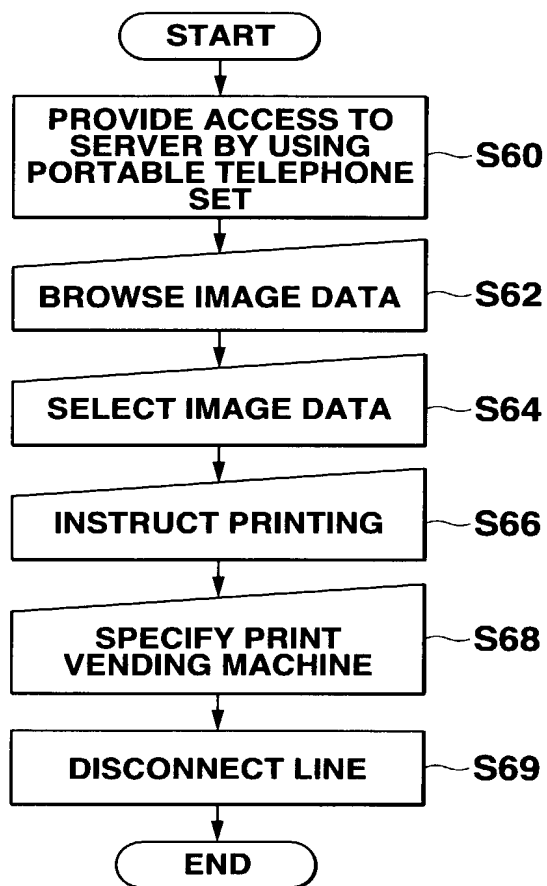 START
PROVIDE ACCESS TO
SERVER BY USING
PORTABLE TELEPHONE
SET
S60
BROWSE IMAGE DATA
S62
SELECT IMAGE DATA
S64
INSTRUCT PRINTING
S66
SPECIFY PRINT
VENDING MACHINE
S68
DISCONNECT LINE
S69
END